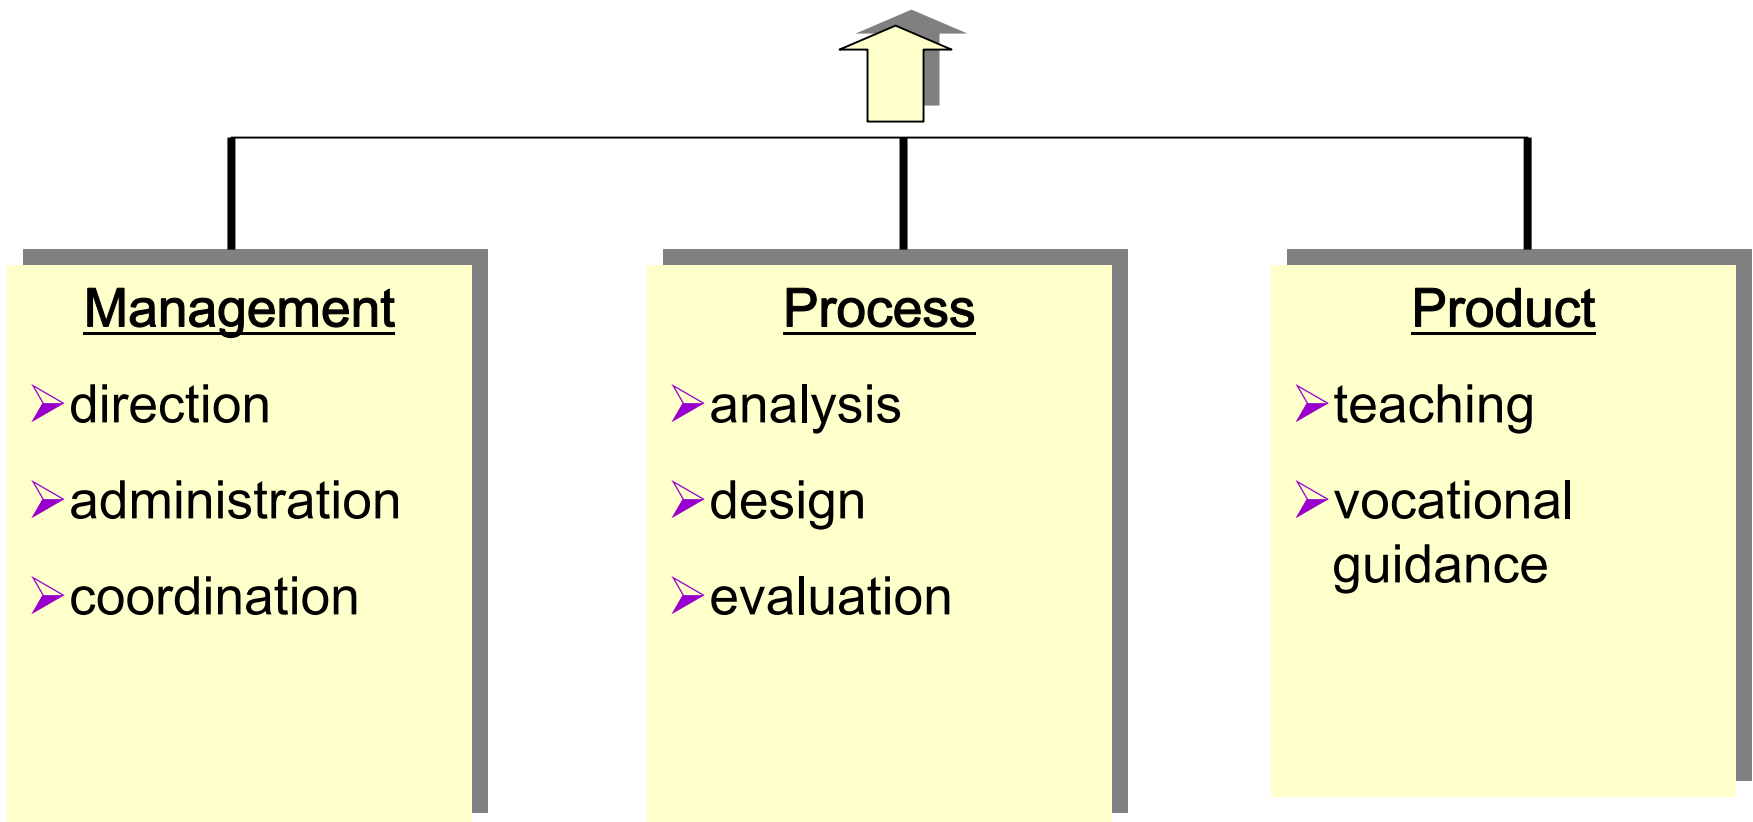 Management
direction
administration
coordination
Process
analysis
design
evaluation
Product
teaching
vocational
guidance